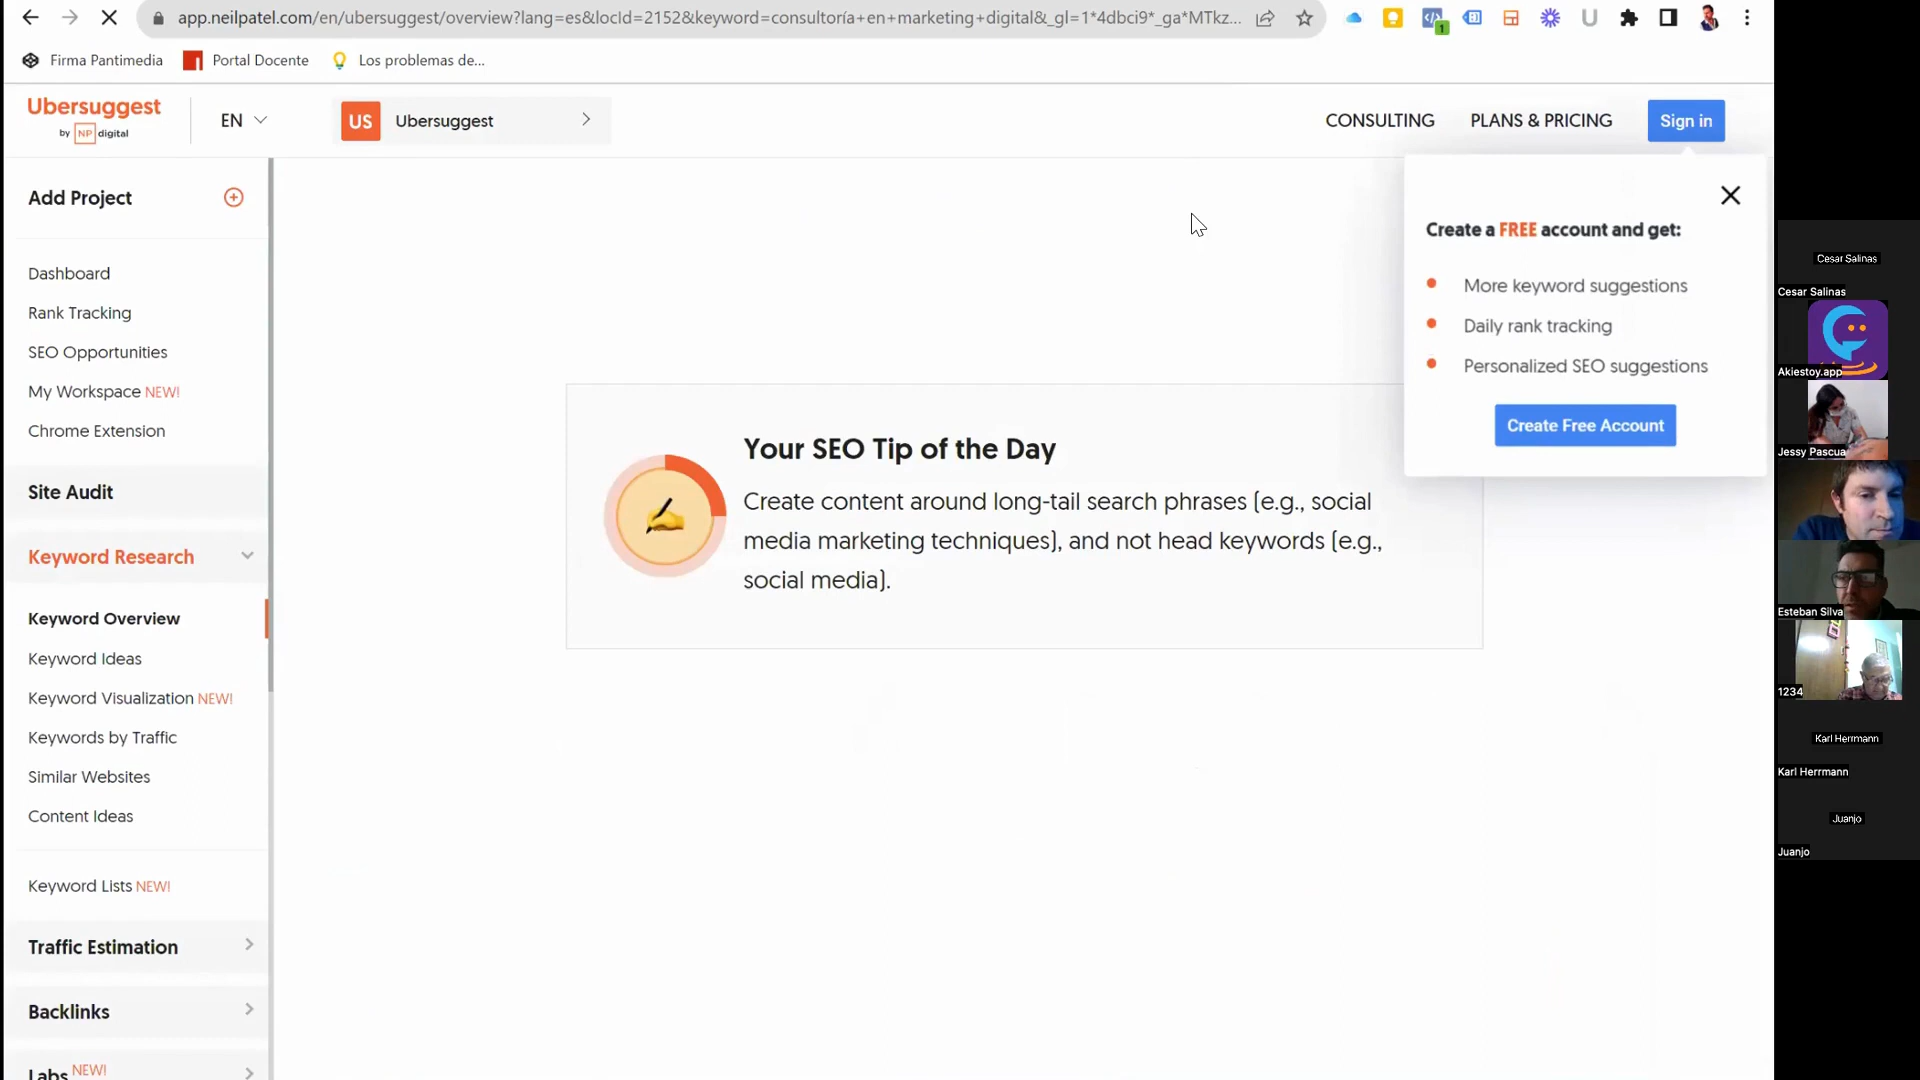 app.neilpatel.com/en/ubersuggest/overview?lang=es&locId=2152&keyword=consultoría+en+marketing+digital&_gl=1*4dbci9*_ga*MTkz...
1
Firma Pantimedia
Portal Docente
Los problemas de...
Ubersuggest
by NP digital
EN
US
Ubersuggest
CONSULTING
PLANS & PRICING
Sign in
Add Project
Dashboard
Rank Tracking
SEO Opportunities
My Workspace NEW!
Chrome Extension
Site Audit
Keyword Research
Keyword Overview
Keyword Ideas
Keyword Visualization NEW!
Keywords by Traffic
Similar Websites
Content Ideas
Keyword Lists NEW!
Traffic Estimation
Backlinks
Labs NEW!
Your SEO Tip of the Day
Create content around long-tail search phrases (e.g., social
media marketing techniques), and not head keywords (e.g.,
social media).
Create a FREE account and get:
More keyword suggestions
Daily rank tracking
Personalized SEO suggestions
Create Free Account
Cesar Salinas
Cesar Salinas
Akiestoy.app
Jessy Pascua
Esteban Silva
1234
Karl Herrmann
Karl Herrmann
Juanjo
Juanjo